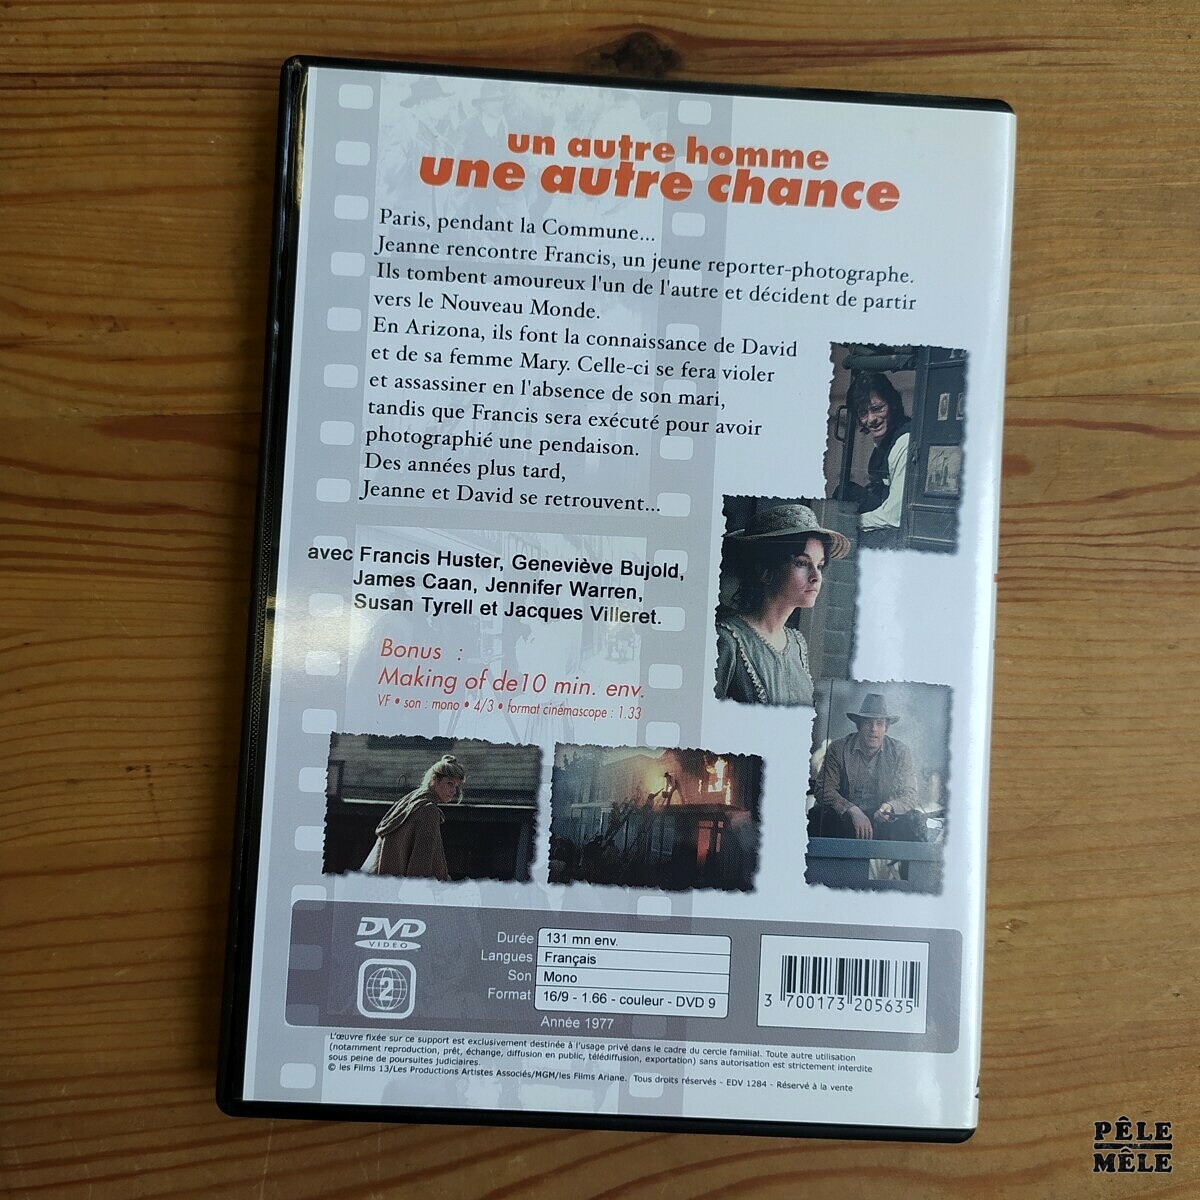 un autre homme
une autre chance
Paris, pendant la Commune...
Jeanne rencontre Francis, un jeune reporter-photographe.
Ils tombent amoureux l'un de l'autre et décident de partir
vers le Nouveau Monde.
En Arizona, ils font la connaissance de David
et de sa femme Mary. Celle-ci se fera violer
et assassiner en l'absence de son mari,
tandis que Francis sera exécuté pour avoir
photographié une pendaison.
Des années plus tard,
Jeanne et David se retrouvent...
avec Francis Huster, Geneviève Bujold,
James Caan, Jennifer Warren,
Susan Tyrell et Jacques Villeret.
Bonus :
Making of de10 min. env.
VF • son : mono • 4/3 • format cinémascope : 1.33
DVD
VIDEO
2
Durée 131 mn env.
Langues Français
Son Mono
Format 16/9 - 1.66 - couleur - DVD 9
Année 1977
3 700173 205635
L'œuvre fixée sur ce support est exclusivement destinée à l'usage privé dans le cadre du cercle familial. Toute autre utilisation
(notamment reproduction, prêt, échange, diffusion en public, télédiffusion, exportation) sans autorisation est strictement interdite
sous peine de poursuites judiciaires.
© les Films 13/Les Productions Artistes Associés/MGM/les Films Ariane. Tous droits réservés - EDV 1284 - Réservé à la vente
PÊLE
MÊLE